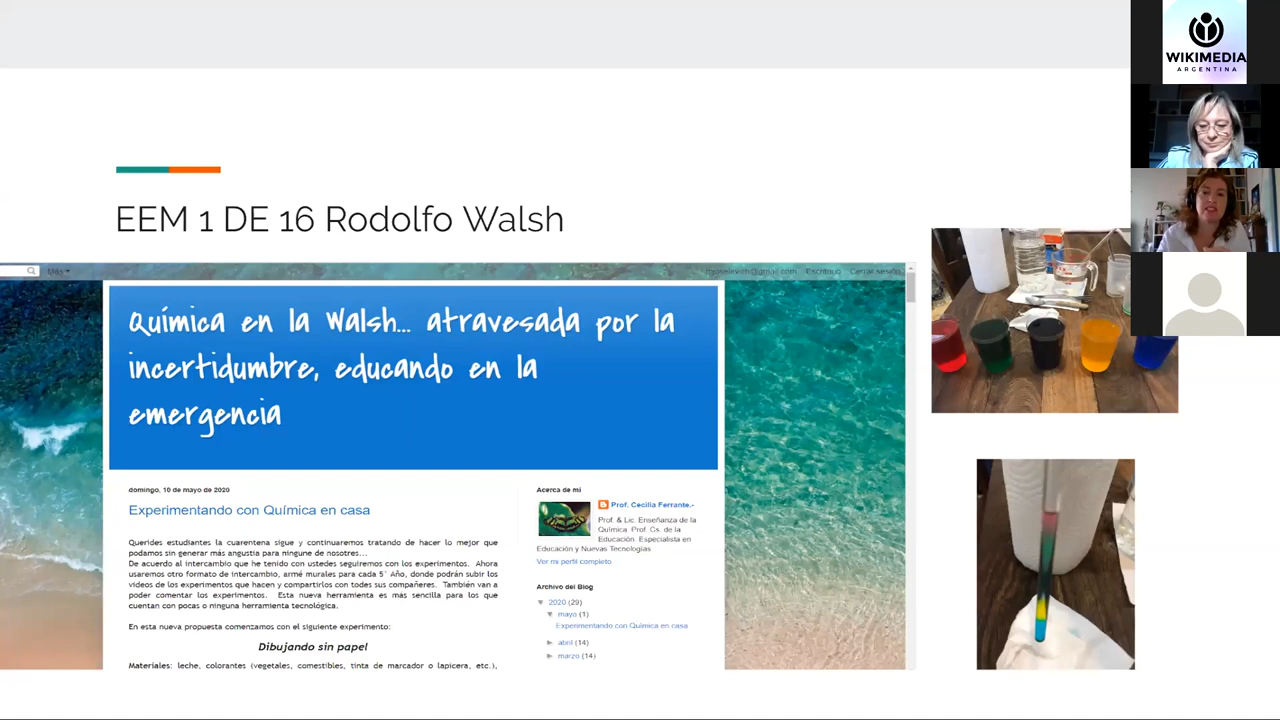 WIKIMEDIA
ARGENTINA
EEM 1 DE 16 Rodolfo Walsh
Más
Escritorio Cerrar sesión
Química en la Walsh... atravesada por la
incertidumbre, educando en la
emergencia
domingo, 10 de mayo de 2020
Experimentando con Química en casa
Querides estudiantes la cuarentena sigue y continuaremos tratando de hacer lo mejor que
podamos sin generar más angustia para ningune de nosotres...
De acuerdo al intercambio que he tenido con ustedes seguiremos con los experimentos. Ahora
usaremos otro formato de intercambio, armé murales para cada 5° Año, donde podrán subir los
videos de los experimentos que hacen y compartirlos con todes sus compañeres. También van a
poder comentar los experimentos. Esta nueva herramienta es más sencilla para los que
cuentan con pocas o ninguna herramienta tecnológica.
En esta nueva propuesta comenzamos con el siguiente experimento:
Dibujando sin papel
Materiales: leche, colorantes (vegetales, comestibles, tinta de marcador o lapicera, etc.),
Acerca de mí
Prof. Cecilia Ferrante.-
Prof. & Lic. Enseñanza de la
Química. Prof. Cs. de la
Educación. Especialista en
Educación y Nuevas Tecnologías
Ver mi perfil completo
Archivo del Blog
▼ 2020 (29)
▼ mayo (1)
Experimentando con Química en casa
► abril (14)
► marzo (14)